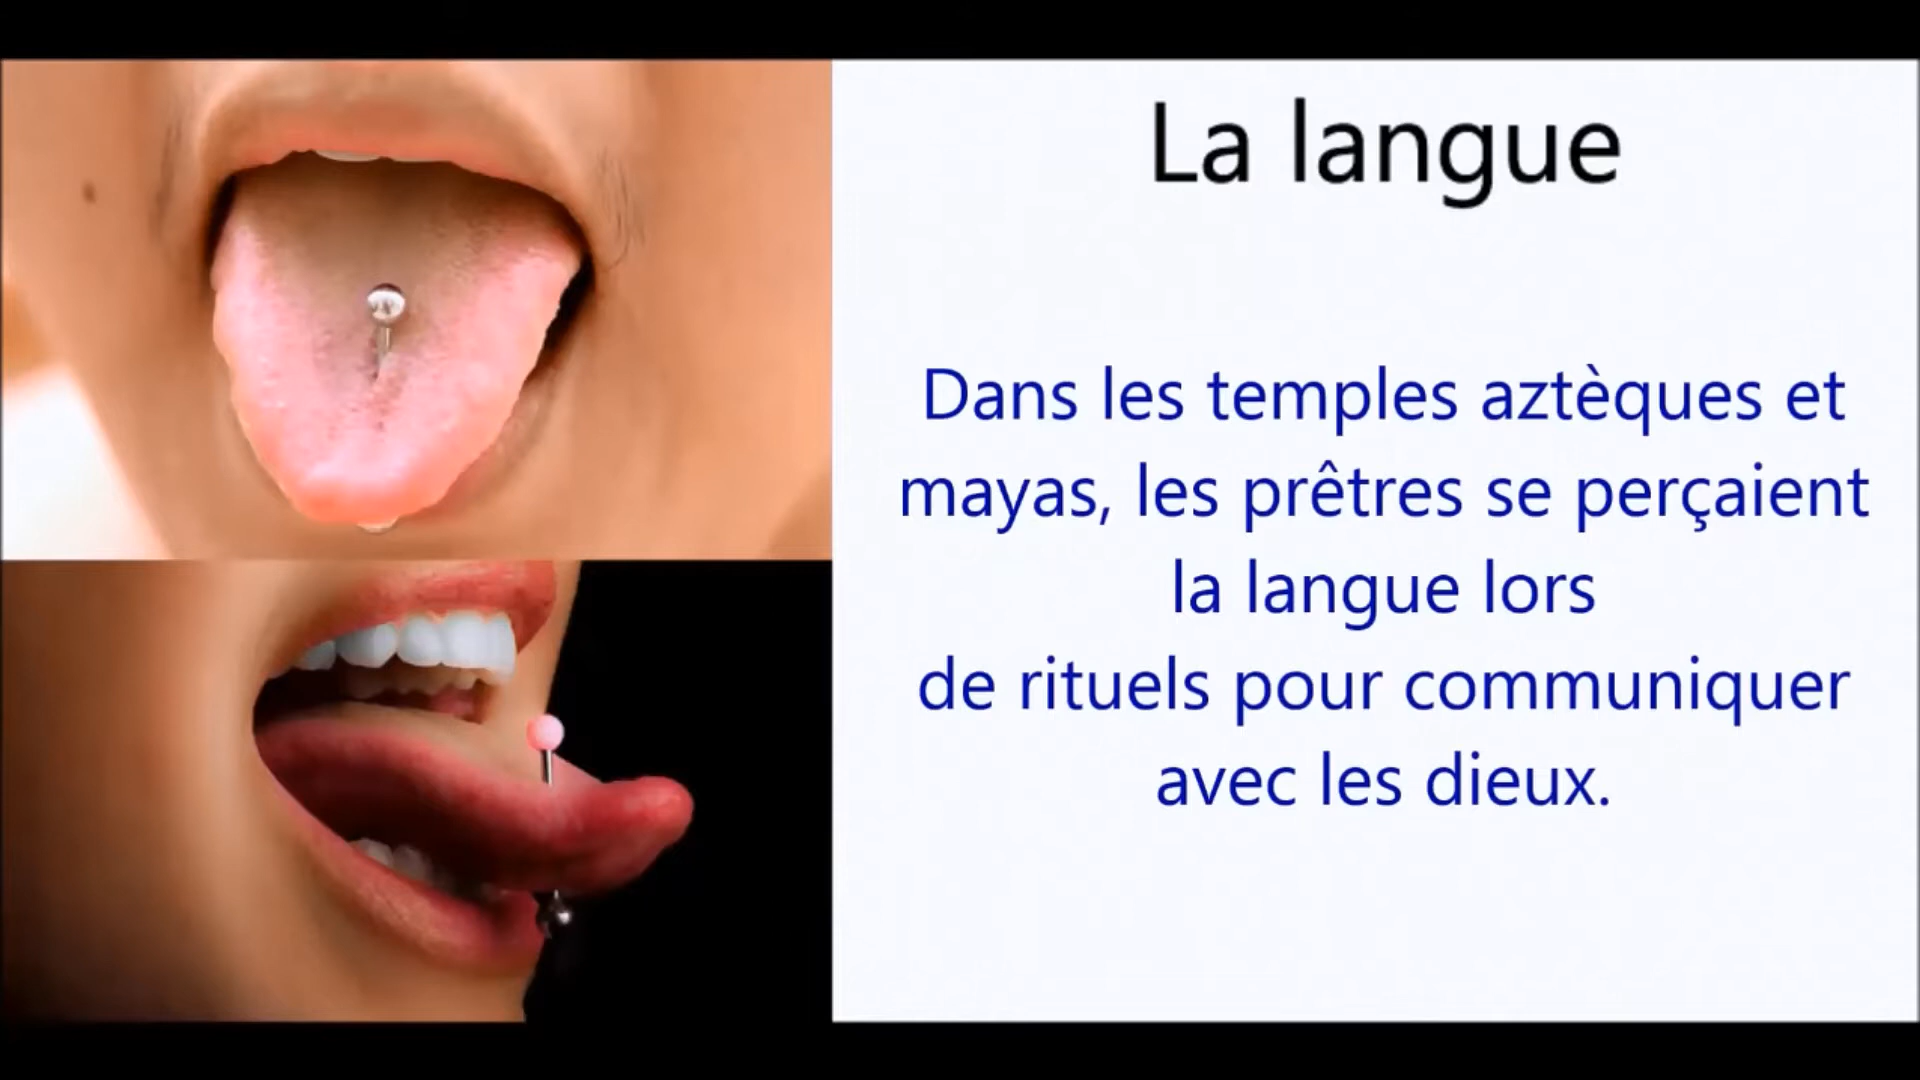 La langue
Dans les temples aztèques et
mayas, les prêtres se perçaient
la langue lors
de rituels pour communiquer
avec les dieux.